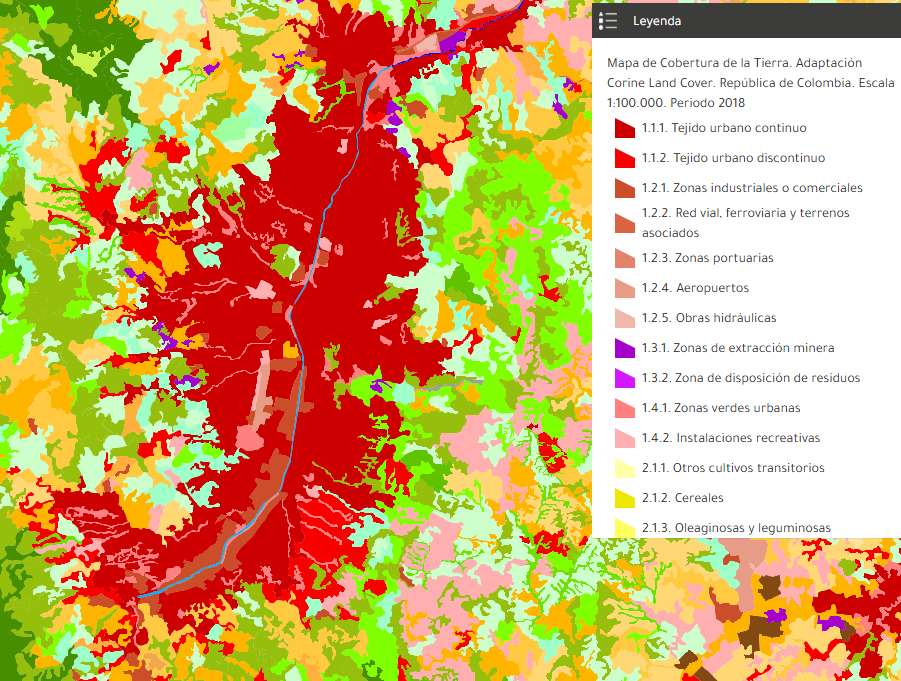 Leyenda
Mapa de Cobertura de la Tierra. Adaptación
Corine Land Cover. República de Colombia. Escala
1:100.000. Periodo 2018
1.1.1. Tejido urbano continuo
1.1.2. Tejido urbano discontinuo
1.2.1. Zonas industriales o comerciales
1.2.2. Red vial, ferroviaria y terrenos
asociados
1.2.3. Zonas portuarias
1.2.4. Aeropuertos
1.2.5. Obras hidráulicas
1.3.1. Zonas de extracción minera
1.3.2. Zona de disposición de residuos
1.4.1. Zonas verdes urbanas
1.4.2. Instalaciones recreativas
2.1.1. Otros cultivos transitorios
2.1.2. Cereales
2.1.3. Oleaginosas y leguminosas